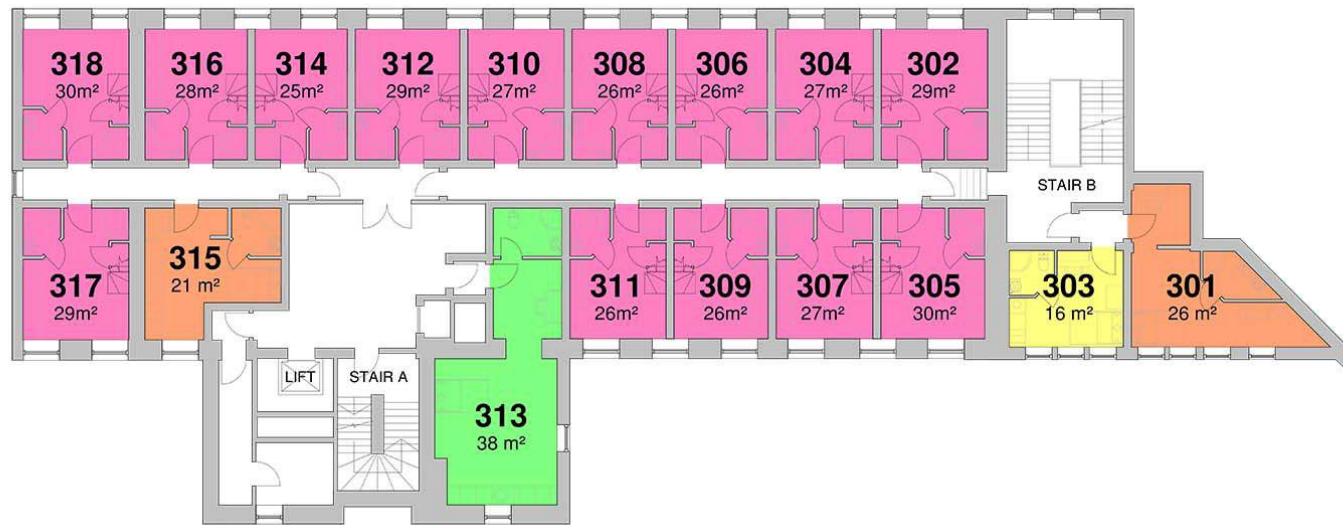 318
30m²
316
28m²
314
25m²
312
29m²
310
27m²
308
26m²
306
26m²
304
27m²
302
29m²
STAIR B
317
29m²
315
21 m²
311
26m²
309
26m²
307
27m²
305
30m²
303
16 m²
301
26 m²
LIFT
STAIR A
313
38 m²